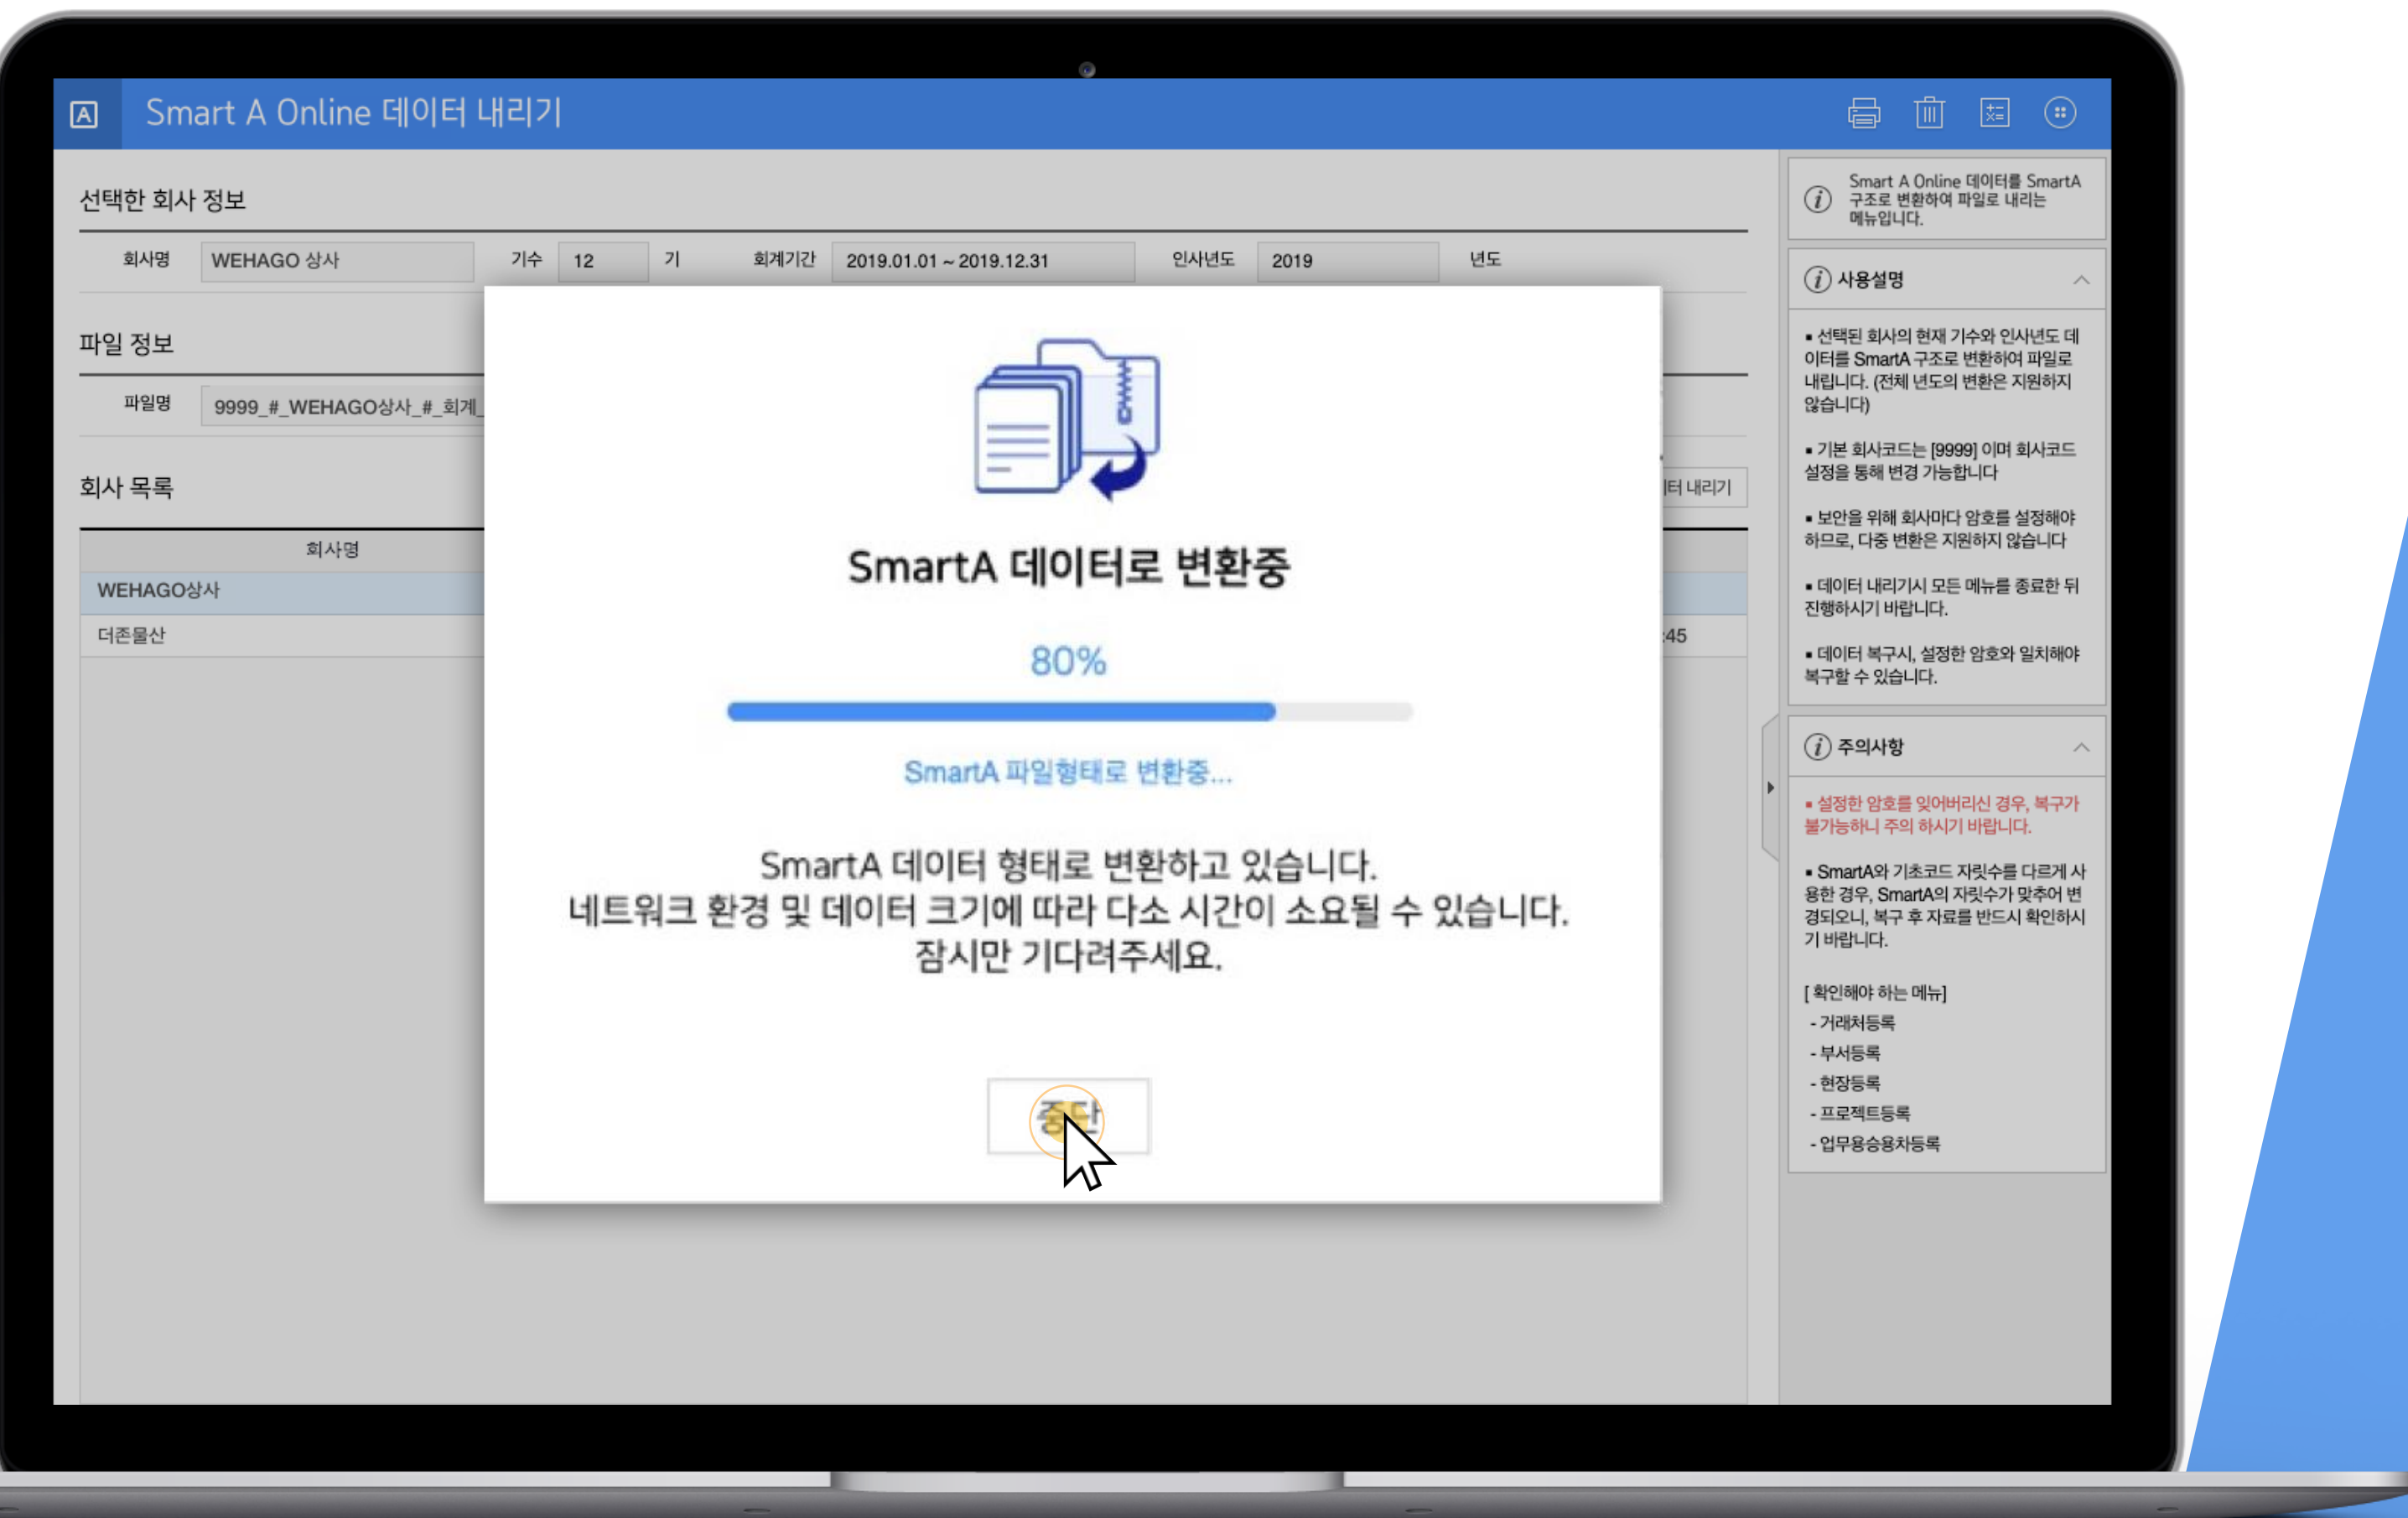 A
Smart A Online 데이터 내리기
선택한 회사 정보
회사명 WEHAGO 상사 기수 12 기 회계기간 2019.01.01 ~ 2019.12.31 인사년도 2019 년도
파일 정보
파일명 9999_#_WEHAGO상사_#_회계_
회사 목록
터 내리기
회사명
WEHAGO상사
더존물산
:45
SmartA 데이터로 변환중
80%
SmartA 파일형태로 변환중...
SmartA 데이터 형태로 변환하고 있습니다.
네트워크 환경 및 데이터 크기에 따라 다소 시간이 소요될 수 있습니다.
잠시만 기다려주세요.
중단
Smart A Online 데이터를 SmartA
구조로 변환하여 파일로 내리는
메뉴입니다.
사용설명
▪ 선택된 회사의 현재 기수와 인사년도 데
이터를 SmartA 구조로 변환하여 파일로
내립니다. (전체 년도의 변환은 지원하지
않습니다)
▪ 기본 회사코드는 [9999] 이며 회사코드
설정을 통해 변경 가능합니다
▪ 보안을 위해 회사마다 암호를 설정해야
하므로, 다중 변환은 지원하지 않습니다
▪ 데이터 내리기시 모든 메뉴를 종료한 뒤
진행하시기 바랍니다.
▪ 데이터 복구시, 설정한 암호와 일치해야
복구할 수 있습니다.
주의사항
▪ 설정한 암호를 잊어버리신 경우, 복구가
불가능하니 주의 하시기 바랍니다.
▪ SmartA와 기초코드 자릿수를 다르게 사
용한 경우, SmartA의 자릿수가 맞추어 변
경되오니, 복구 후 자료를 반드시 확인하시
기 바랍니다.
[ 확인해야 하는 메뉴]
- 거래처등록
- 부서등록
- 현장등록
- 프로젝트등록
- 업무용승용차등록